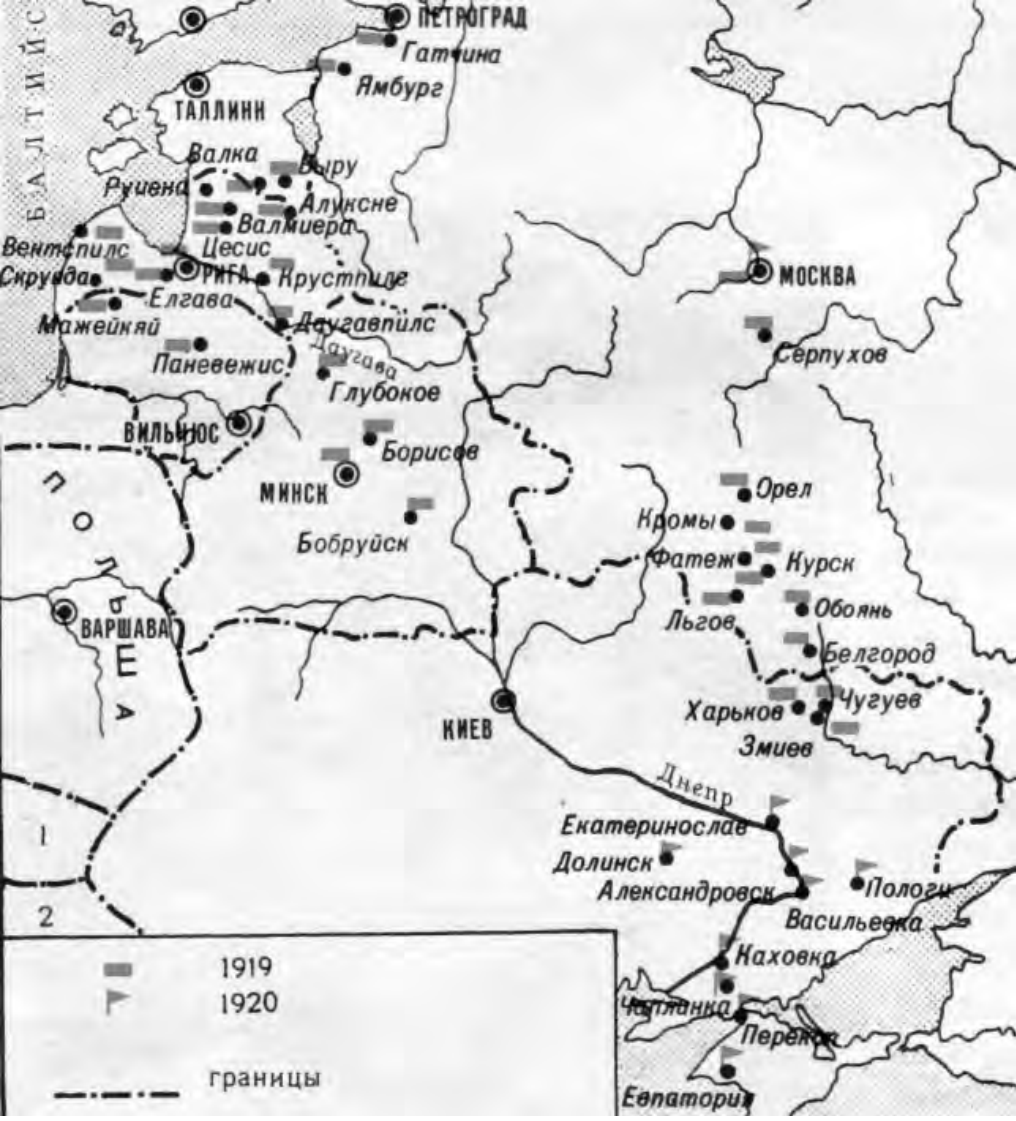 ПЕТРОГРАД
БАЛТИЙС
Гатчина
Ямбург
ТАЛЛИНН
Валка
Выру
Руиена
Алуксне
Валмиера
Вентспилс
Цесис
Скрунда
РИГА
Крустпилс
МОСКВА
Елгава
Мажейкяй
Даугавпилс
Даугава
Паневежис
Серпухов
Глубокое
ВИЛЬНЮС
Борисов
МИНСК
Орел
Кромы
Бобруйск
Фатеж
Курск
ПОЛЬША
Льгов
Обоянь
ВАРШАВА
Белгород
Харьков
Чугуев
КИЕВ
Змиев
Днепр
Екатеринослав
1
Долинск
Александровск
Пологи
2
Васильевка
Каховка
1919
1920
Чаплинка
Перекоп
границы
Евпатория